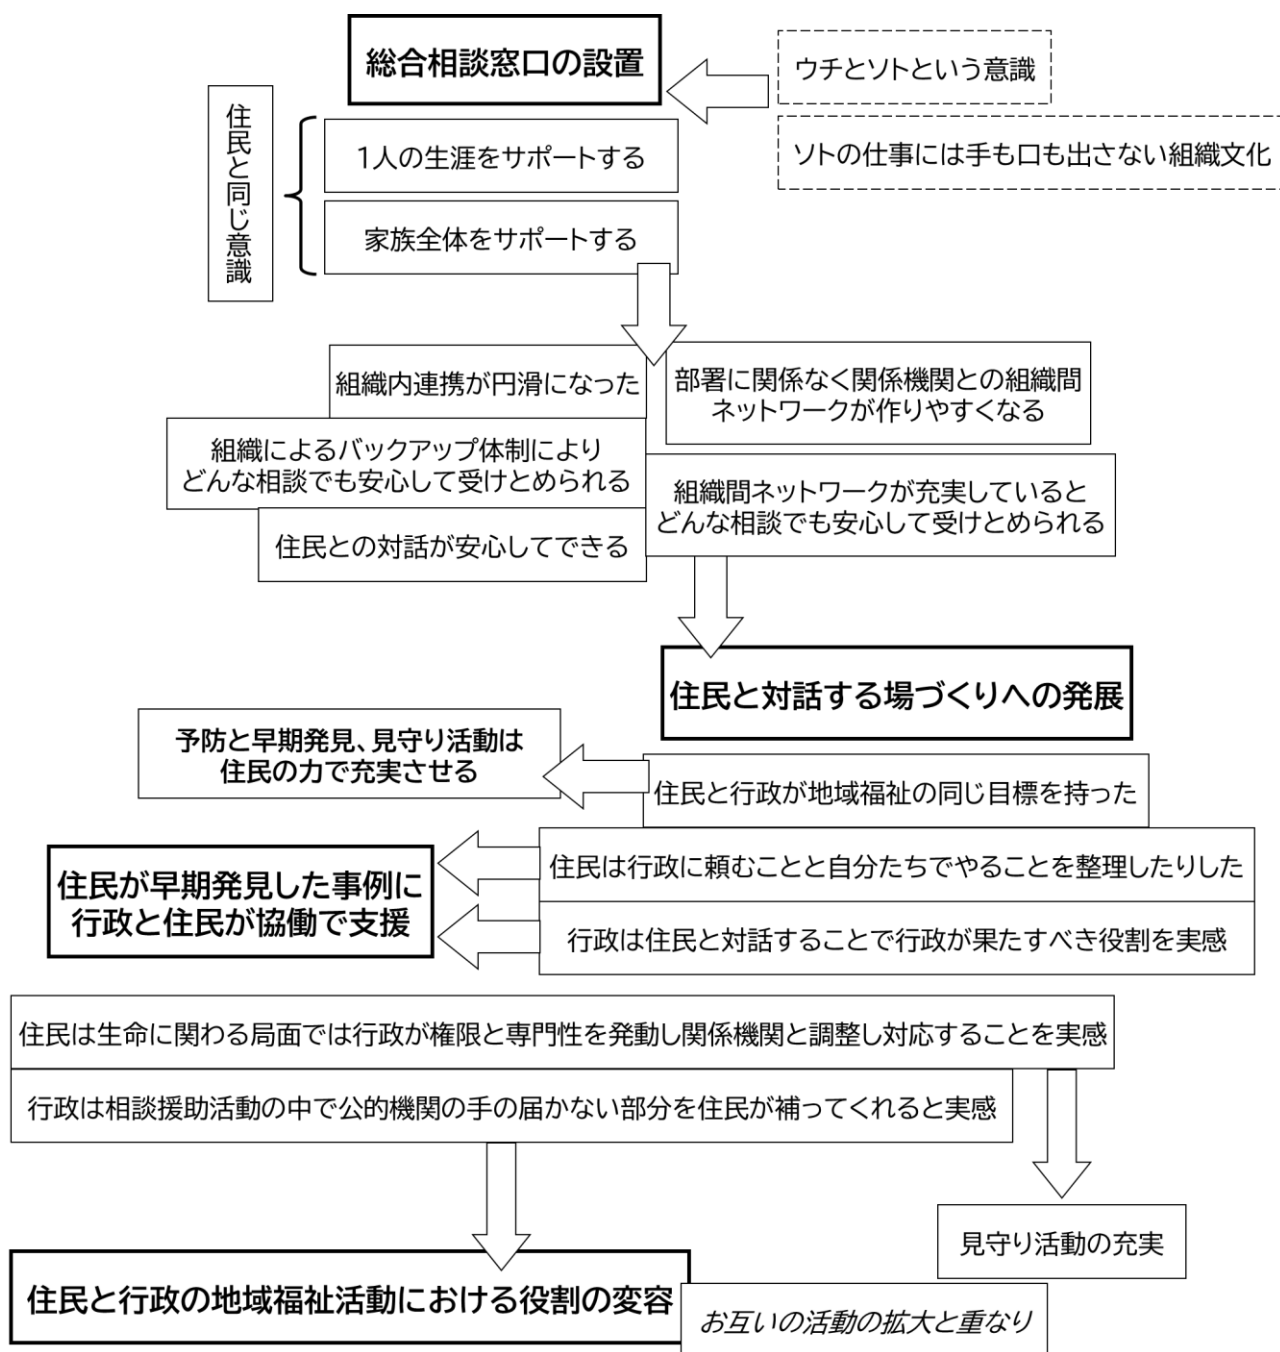 総合相談窓口の設置
ウチとソトという意識
ソトの仕事には手も口も出さない組織文化
住民と同じ意識
1人の生涯をサポートする
家族全体をサポートする
組織内連携が円滑になった
部署に関係なく関係機関との組織間
ネットワークが作りやすくなる
組織によるバックアップ体制により
どんな相談でも安心して受けとめられる
組織間ネットワークが充実していると
どんな相談でも安心して受けとめられる
住民との対話が安心してできる
住民と対話する場づくりへの発展
予防と早期発見、見守り活動は
住民の力で充実させる
住民と行政が地域福祉の同じ目標を持った
住民は行政に頼むことと自分たちでやることを整理したりした
住民が早期発見した事例に
行政と住民が協働で支援
行政は住民と対話することで行政が果たすべき役割を実感
住民は生命に関わる局面では行政が権限と専門性を発動し関係機関と調整し対応することを実感
行政は相談援助活動の中で公的機関の手の届かない部分を住民が補ってくれると実感
見守り活動の充実
住民と行政の地域福祉活動における役割の変容
お互いの活動の拡大と重なり